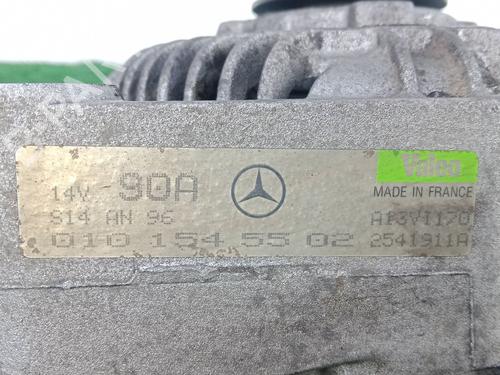 14V 90A
Valeo
MADE IN FRANCE
S14 AN 96 A13VI170
010 154 55 02 2541911A